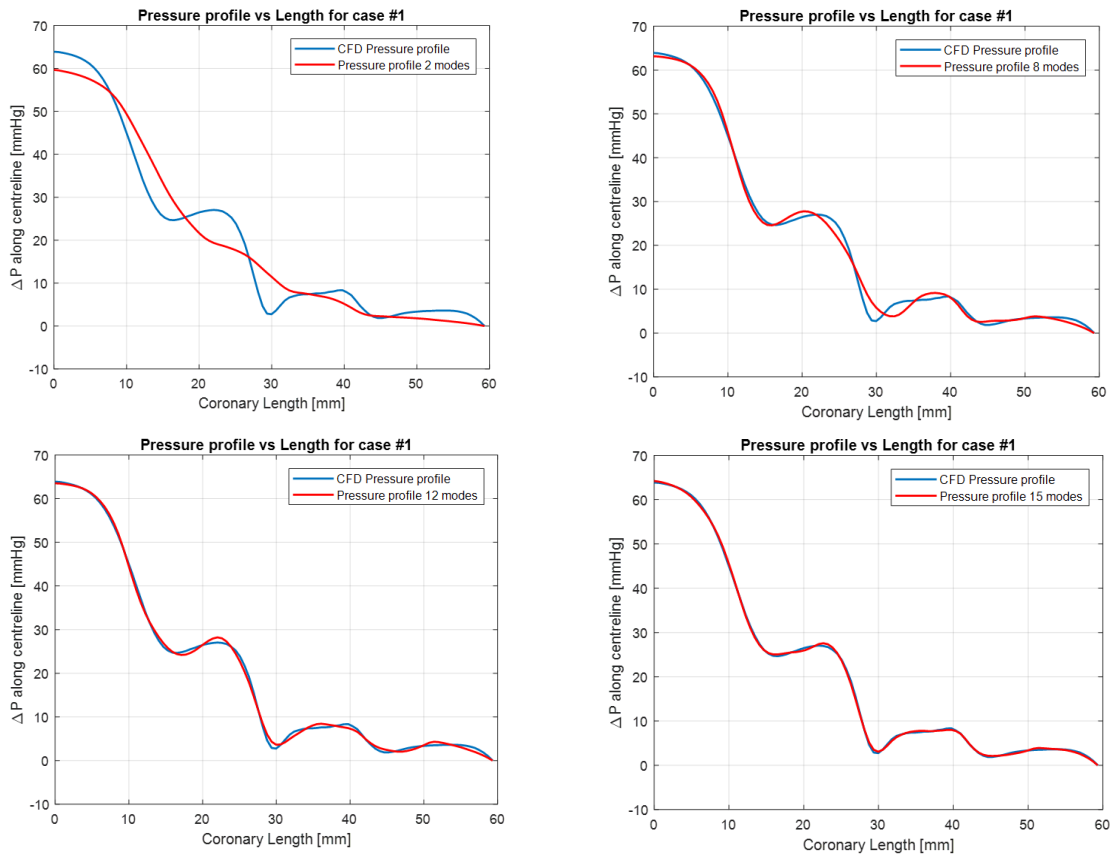 Pressure profile vs Length for case #1
70
60
50
40
30
20
10
0
-10
Δ P along centreline [mmHg]
CFD Pressure profile
Pressure profile 2 modes
0 10 20 30 40 50 60
Coronary Length [mm]
Pressure profile vs Length for case #1
70
60
50
40
30
20
10
0
-10
Δ P along centreline [mmHg]
CFD Pressure profile
Pressure profile 8 modes
0 10 20 30 40 50 60
Coronary Length [mm]
Pressure profile vs Length for case #1
70
60
50
40
30
20
10
0
-10
Δ P along centreline [mmHg]
CFD Pressure profile
Pressure profile 12 modes
0 10 20 30 40 50 60
Coronary Length [mm]
Pressure profile vs Length for case #1
70
60
50
40
30
20
10
0
-10
Δ P along centreline [mmHg]
CFD Pressure profile
Pressure profile 15 modes
0 10 20 30 40 50 60
Coronary Length [mm]